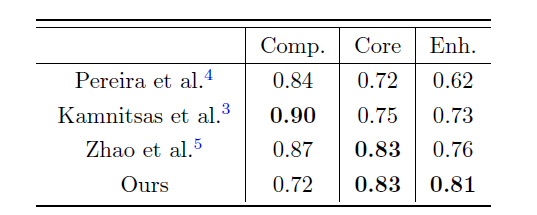 Comp. Core Enh.
Pereira et al.4 0.84 0.72 0.62
Kamnitsas et al.3 0.90 0.75 0.73
Zhao et al.5 0.87 0.83 0.76
Ours 0.72 0.83 0.81